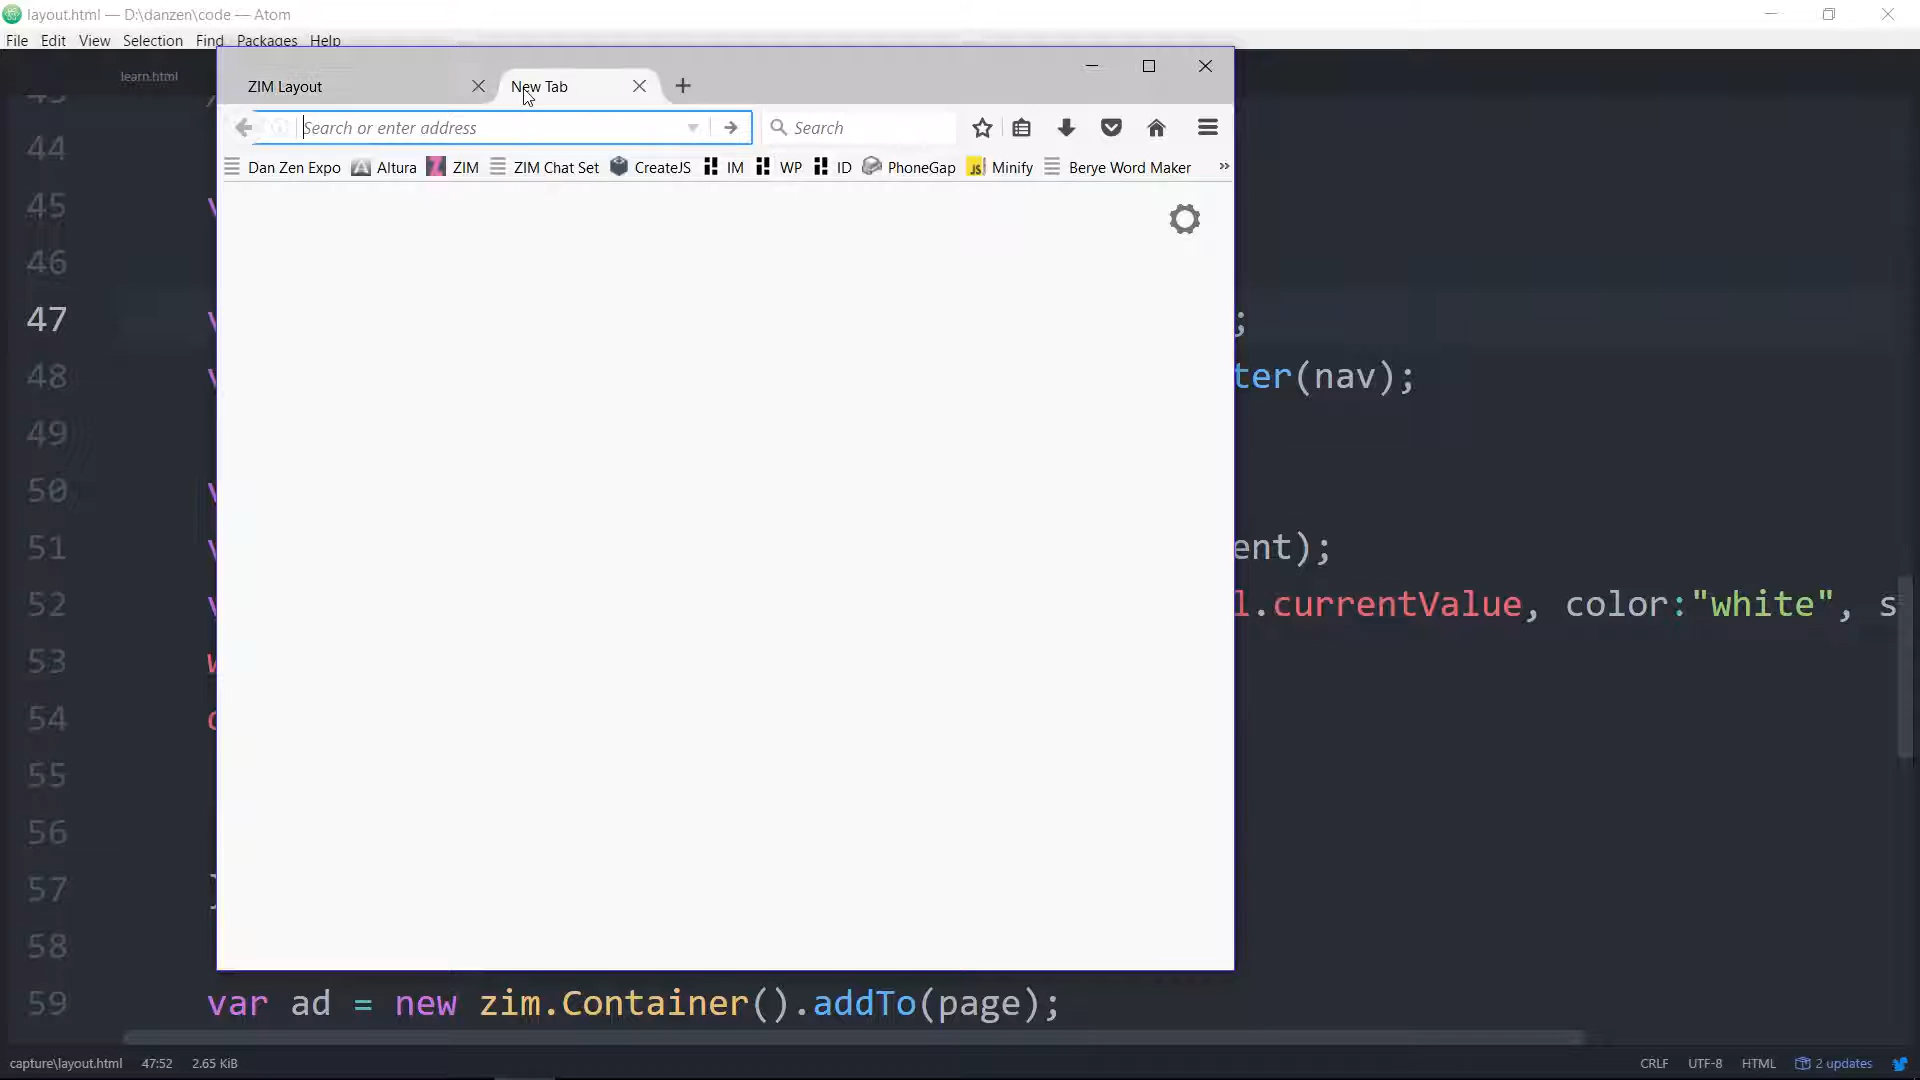 layout.html — D:\danzen\code — Atom
File Edit View Selection Find Packages Help
learn.html
ZIM Layout New Tab
Search or enter address Search
Dan Zen Expo Altura ZIM ZIM Chat Set CreateJS IM WP ID PhoneGap JS Minify Berye Word Maker »
43
44
45
46
47 ;
48 ter(nav);
49
50
51 ent);
52 l.currentValue, color:"white", s
53
54
55
56
57
58
59 var ad = new zim.Container().addTo(page);
capture\layout.html 47:52 2.65 KiB CRLF UTF-8 HTML 2 updates